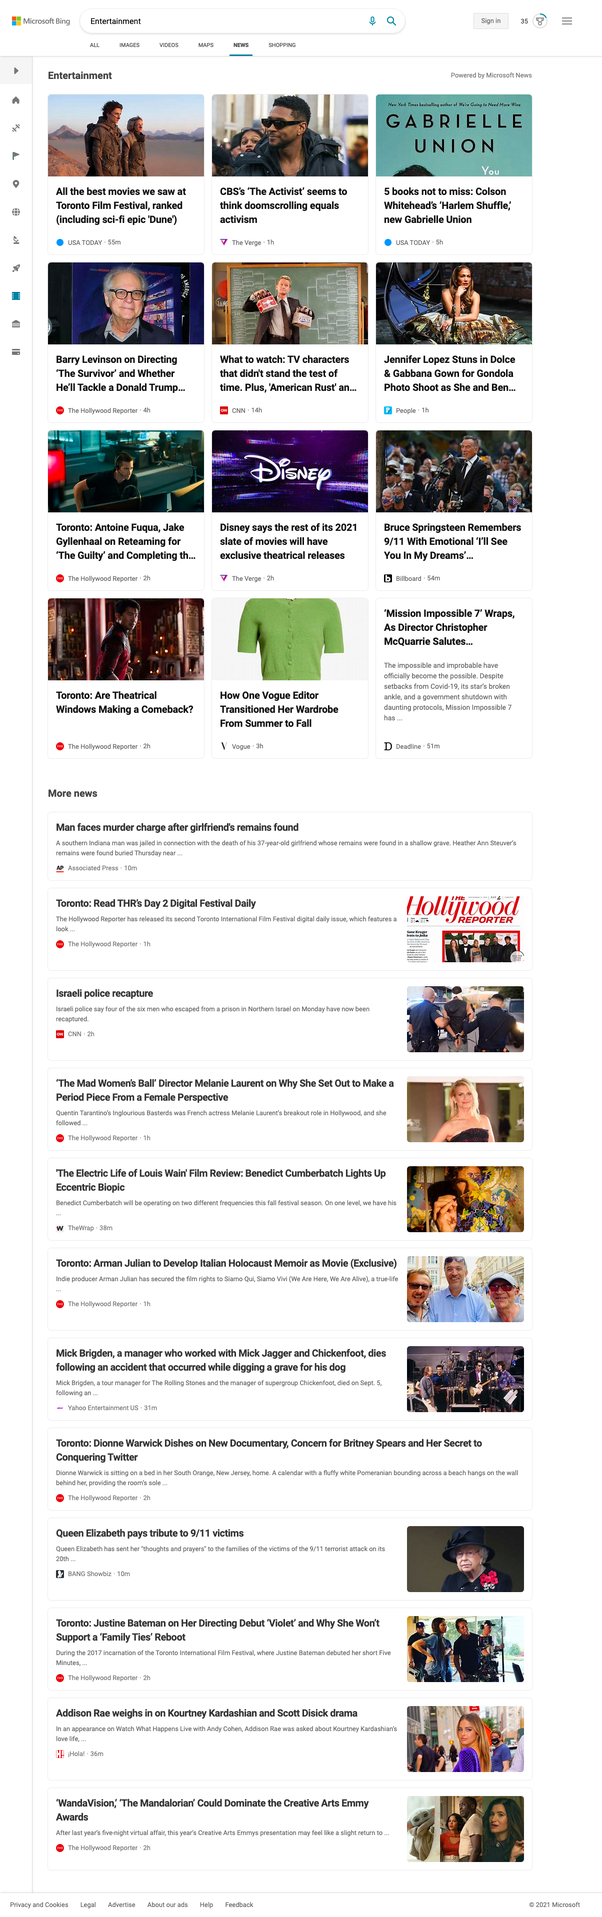 Microsoft Bing
Entertainment
Sign in
35
ALL
IMAGES
VIDEOS
MAPS
NEWS
SHOPPING
Entertainment
Powered by Microsoft News
All the best movies we saw at
Toronto Film Festival, ranked
(including sci-fi epic 'Dune')
USA TODAY · 55m
CBS's 'The Activist' seems to
think doomscrolling equals
activism
The Verge · 1h
New York Times bestselling author of We're Going to Need More Wine
GABRIELLE
UNION
You
5 books not to miss: Colson
Whitehead's 'Harlem Shuffle,'
new Gabrielle Union
USA TODAY · 5h
Barry Levinson on Directing
'The Survivor' and Whether
He'll Tackle a Donald Trump...
The Hollywood Reporter · 4h
What to watch: TV characters
that didn't stand the test of
time. Plus, 'American Rust' an...
CNN · 14h
Jennifer Lopez Stuns in Dolce
& Gabbana Gown for Gondola
Photo Shoot as She and Ben...
People · 1h
Toronto: Antoine Fuqua, Jake
Gyllenhaal on Reteaming for
'The Guilty' and Completing th...
The Hollywood Reporter · 2h
Disney
Disney says the rest of its 2021
slate of movies will have
exclusive theatrical releases
The Verge · 2h
Bruce Springsteen Remembers
9/11 With Emotional 'I'll See
You In My Dreams'...
Billboard · 54m
Toronto: Are Theatrical
Windows Making a Comeback?
The Hollywood Reporter · 2h
How One Vogue Editor
Transitioned Her Wardrobe
From Summer to Fall
Vogue · 3h
'Mission Impossible 7' Wraps,
As Director Christopher
McQuarrie Salutes...
The impossible and improbable have
officially become the possible. Despite
setbacks from Covid-19, its star's broken
ankle, and a government shutdown with
daunting protocols, Mission Impossible 7
has ...
Deadline · 51m
More news
Man faces murder charge after girlfriend's remains found
A southern Indiana man was jailed in connection with the death of his 37-year-old girlfriend whose remains were found in a shallow grave. Heather Ann Steuver's
remains were found buried Thursday near ...
AP
Associated Press · 10m
Toronto: Read THR's Day 2 Digital Festival Daily
The Hollywood Reporter has released its second Toronto International Film Festival digital daily issue, which features a
look ...
The Hollywood Reporter · 1h
THE
Hollywood
REPORTER
Israeli police recapture
Israeli police say four of the six men who escaped from a prison in Northern Israel on Monday have now been
recaptured.
CNN · 2h
'The Mad Women's Ball' Director Melanie Laurent on Why She Set Out to Make a
Period Piece From a Female Perspective
Quentin Tarantino's Inglourious Basterds was French actress Melanie Laurent's breakout role in Hollywood, and she
followed ...
The Hollywood Reporter · 1h
'The Electric Life of Louis Wain' Film Review: Benedict Cumberbatch Lights Up
Eccentric Biopic
Benedict Cumberbatch will be operating on two different frequencies this fall festival season. On one level, we have his
...
TheWrap · 38m
Toronto: Arman Julian to Develop Italian Holocaust Memoir as Movie (Exclusive)
Indie producer Arman Julian has secured the film rights to Siamo Qui, Siamo Vivi (We Are Here, We Are Alive), a true-life
...
The Hollywood Reporter · 1h
Mick Brigden, a manager who worked with Mick Jagger and Chickenfoot, dies
following an accident that occurred while digging a grave for his dog
Mick Brigden, a tour manager for The Rolling Stones and the manager of supergroup Chickenfoot, died on Sept. 5,
following an ...
Yahoo Entertainment US · 31m
Toronto: Dionne Warwick Dishes on New Documentary, Concern for Britney Spears and Her Secret to
Conquering Twitter
Dionne Warwick is sitting on a bed in her South Orange, New Jersey, home. A calendar with a fluffy white Pomeranian bounding across a beach hangs on the wall
behind her, providing the room's sole ...
The Hollywood Reporter · 2h
Queen Elizabeth pays tribute to 9/11 victims
Queen Elizabeth has sent her "thoughts and prayers" to the families of the victims of the 9/11 terrorist attack on its
20th ...
BANG Showbiz · 10m
Toronto: Justine Bateman on Her Directing Debut 'Violet' and Why She Won't
Support a 'Family Ties' Reboot
During the 2017 incarnation of the Toronto International Film Festival, where Justine Bateman debuted her short Five
Minutes, ...
The Hollywood Reporter · 2h
Addison Rae weighs in on Kourtney Kardashian and Scott Disick drama
In an appearance on Watch What Happens Live with Andy Cohen, Addison Rae was asked about Kourtney Kardashian's
love life, ...
¡Hola! · 36m
'WandaVision,' 'The Mandalorian' Could Dominate the Creative Arts Emmy
Awards
After last year's five-night virtual affair, this year's Creative Arts Emmys presentation may feel like a slight return to ...
The Hollywood Reporter · 2h
Privacy and Cookies
Legal
Advertise
About our ads
Help
Feedback
© 2021 Microsoft